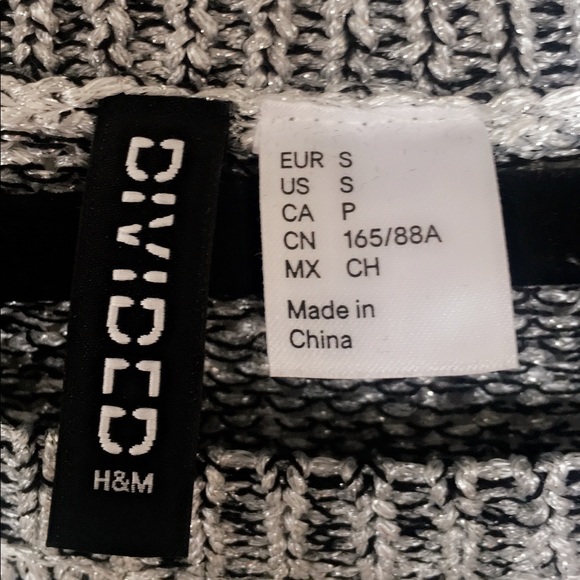 DIVIDED
H&M
EUR S
US S
CA P
CN 165/88A
MX CH
Made in
China